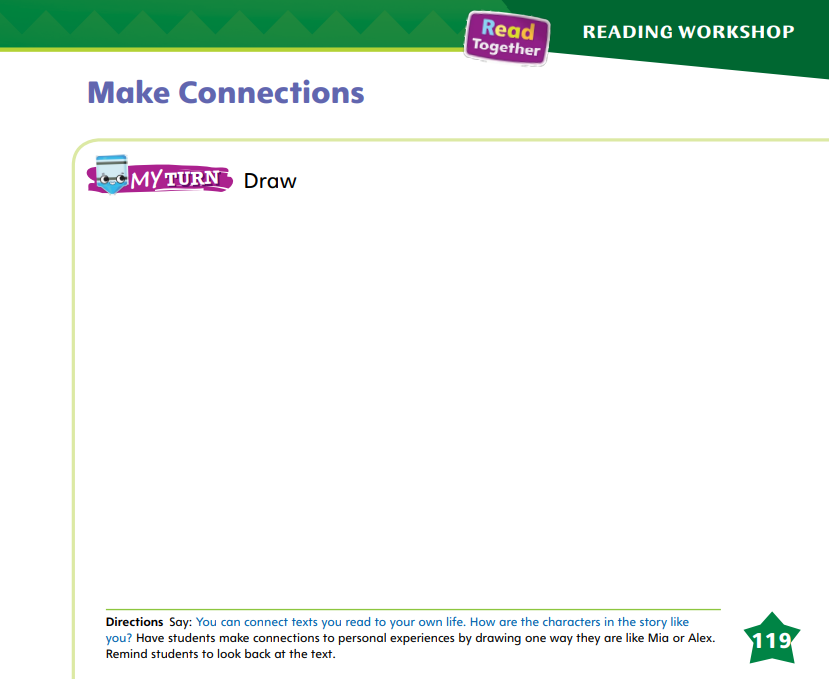 Read
Together
READING WORKSHOP
Make Connections
MY TURN Draw
Directions Say: You can connect texts you read to your own life. How are the characters in the story like
you? Have students make connections to personal experiences by drawing one way they are like Mia or Alex.
Remind students to look back at the text.
119